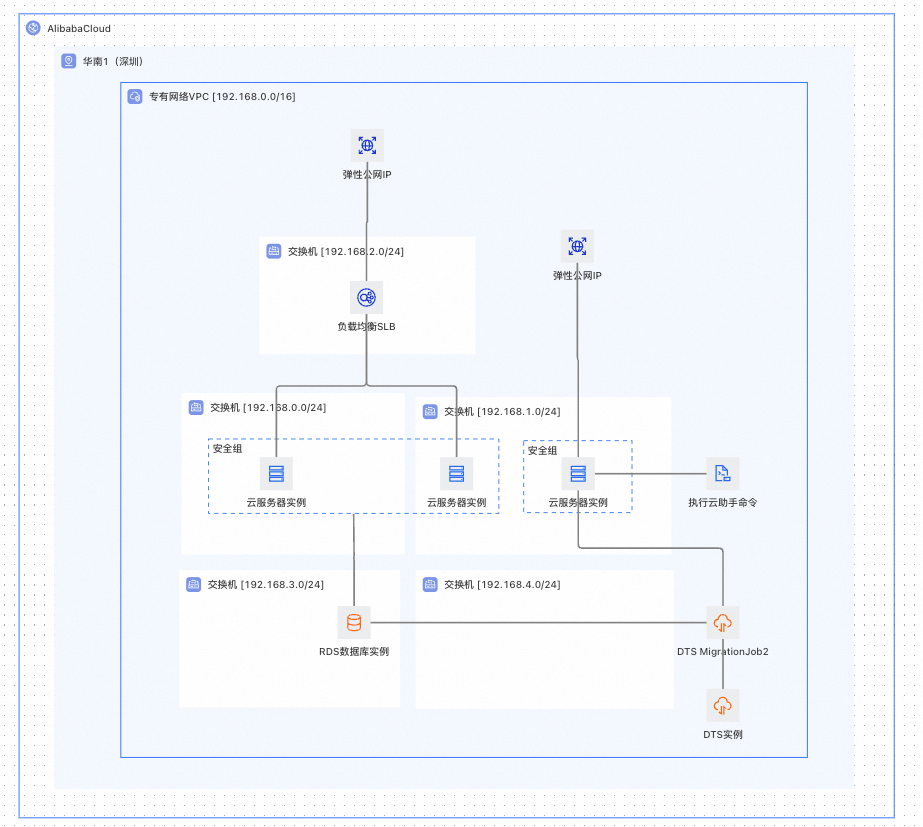 AlibabaCloud
华南1（深圳）
专有网络VPC [192.168.0.0/16]
弹性公网IP
交换机 [192.168.2.0/24]
弹性公网IP
负载均衡SLB
交换机 [192.168.0.0/24]
交换机 [192.168.1.0/24]
安全组
安全组
云服务器实例
云服务器实例
云服务器实例
执行云助手命令
交换机 [192.168.3.0/24]
交换机 [192.168.4.0/24]
RDS数据库实例
DTS MigrationJob2
DTS实例